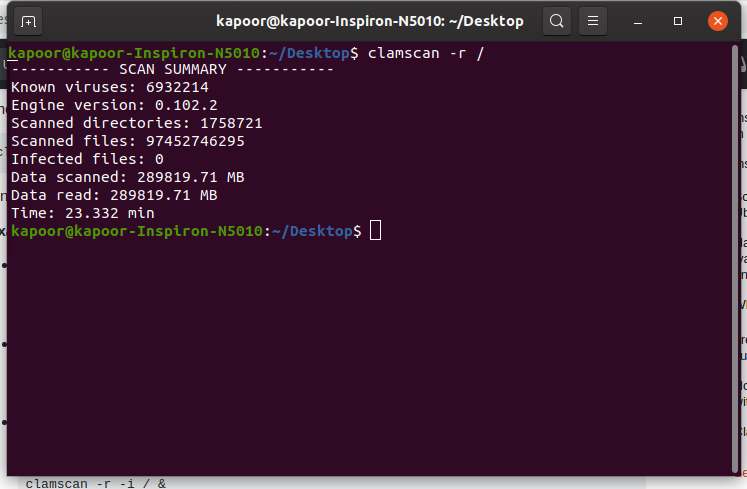 kapoor@kapoor-Inspiron-N5010: ~/Desktop
kapoor@kapoor-Inspiron-N5010:~/Desktop$ clamscan -r /
----------- SCAN SUMMARY -----------
Known viruses: 6932214
Engine version: 0.102.2
Scanned directories: 1758721
Scanned files: 97452746295
Infected files: 0
Data scanned: 289819.71 MB
Data read: 289819.71 MB
Time: 23.332 min
kapoor@kapoor-Inspiron-N5010:~/Desktop$
clamscan -r -i / &